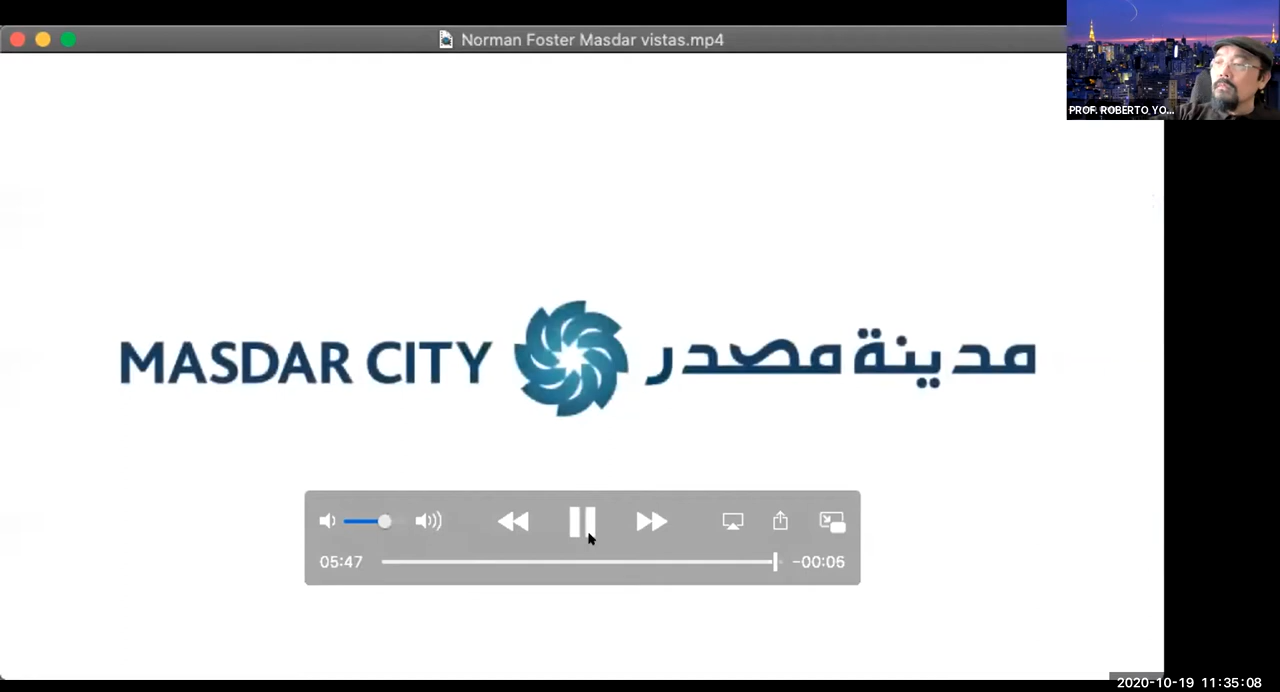 Norman Foster Masdar vistas.mp4
PROF. ROBERTO YO...
MASDAR CITY مدينة مصدر
05:47 -00:06
2020-10-19 11:35:08